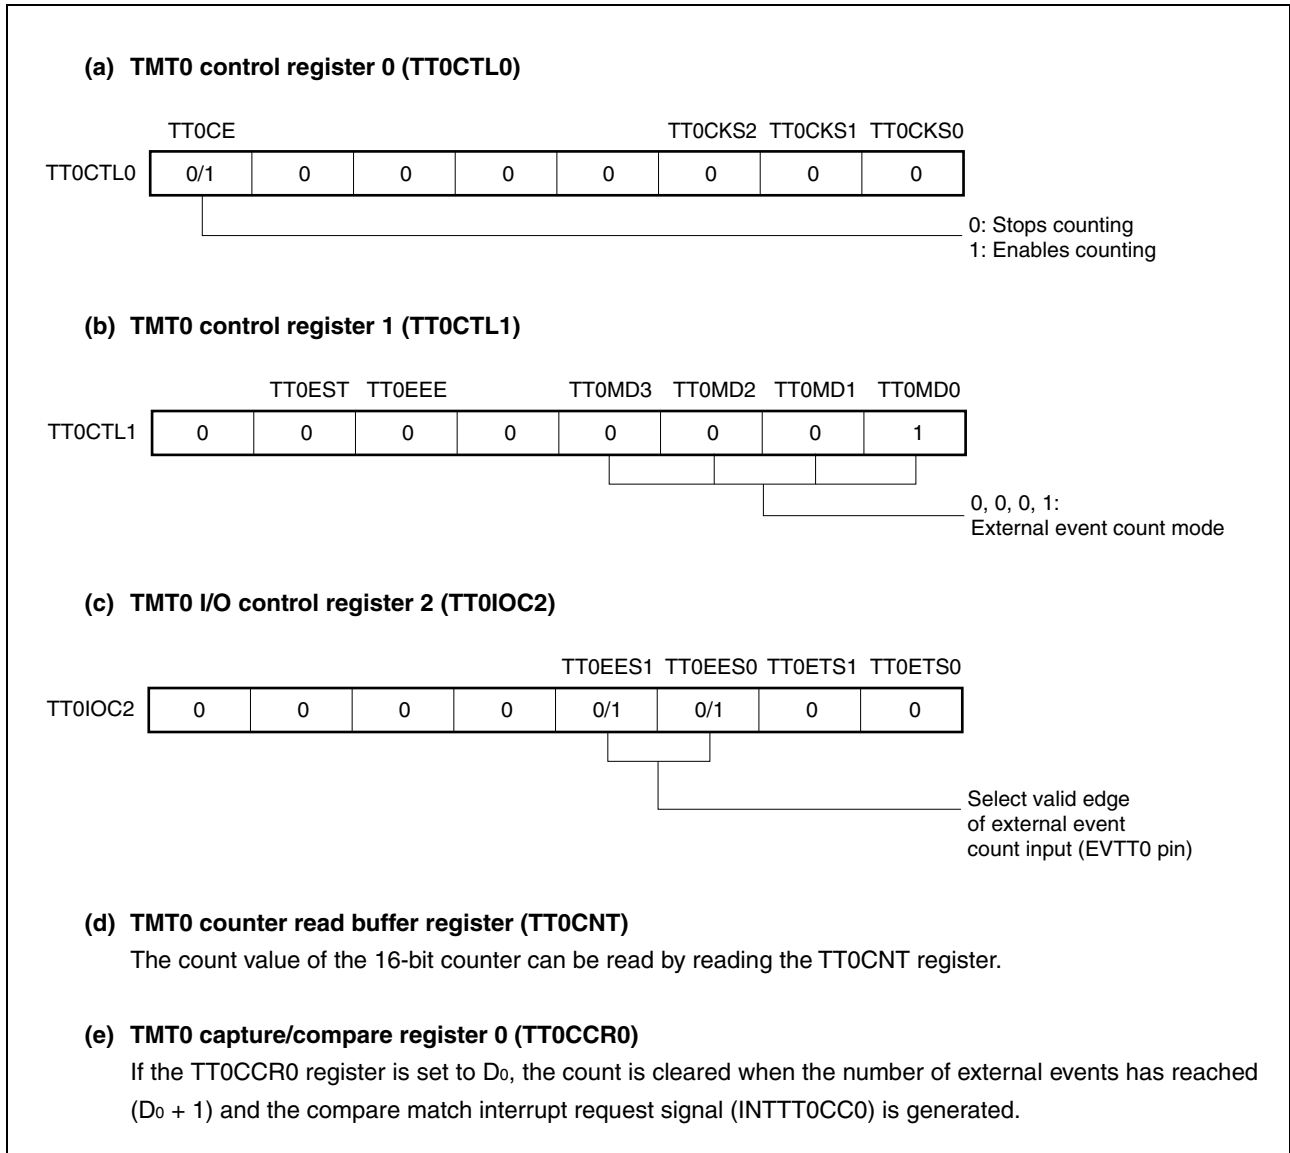 (a) TMT0 control register 0 (TT0CTL0)
TT0CE TT0CKS2 TT0CKS1 TT0CKS0
TT0CTL0 0/1 0 0 0 0 0 0 0
0: Stops counting
1: Enables counting
(b) TMT0 control register 1 (TT0CTL1)
TT0EST TT0EEE TT0MD3 TT0MD2 TT0MD1 TT0MD0
TT0CTL1 0 0 0 0 0 0 0 1
0, 0, 0, 1:
External event count mode
(c) TMT0 I/O control register 2 (TT0IOC2)
TT0EES1 TT0EES0 TT0ETS1 TT0ETS0
TT0IOC2 0 0 0 0 0/1 0/1 0 0
Select valid edge
of external event
count input (EVTT0 pin)
(d) TMT0 counter read buffer register (TT0CNT)
The count value of the 16-bit counter can be read by reading the TT0CNT register.
(e) TMT0 capture/compare register 0 (TT0CCR0)
If the TT0CCR0 register is set to D0, the count is cleared when the number of external events has reached
(D0 + 1) and the compare match interrupt request signal (INTTT0CC0) is generated.